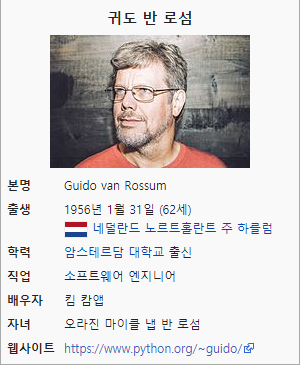 귀도 반 로섬
본명 Guido van Rossum
출생 1956년 1월 31일 (62세)
네덜란드 노르트홀란트 주 하를럼
학력 암스테르담 대학교 출신
직업 소프트웨어 엔지니어
배우자 킴 캄앱
자녀 오라진 마이클 냅 반 로섬
웹사이트 https://www.python.org/~guido/